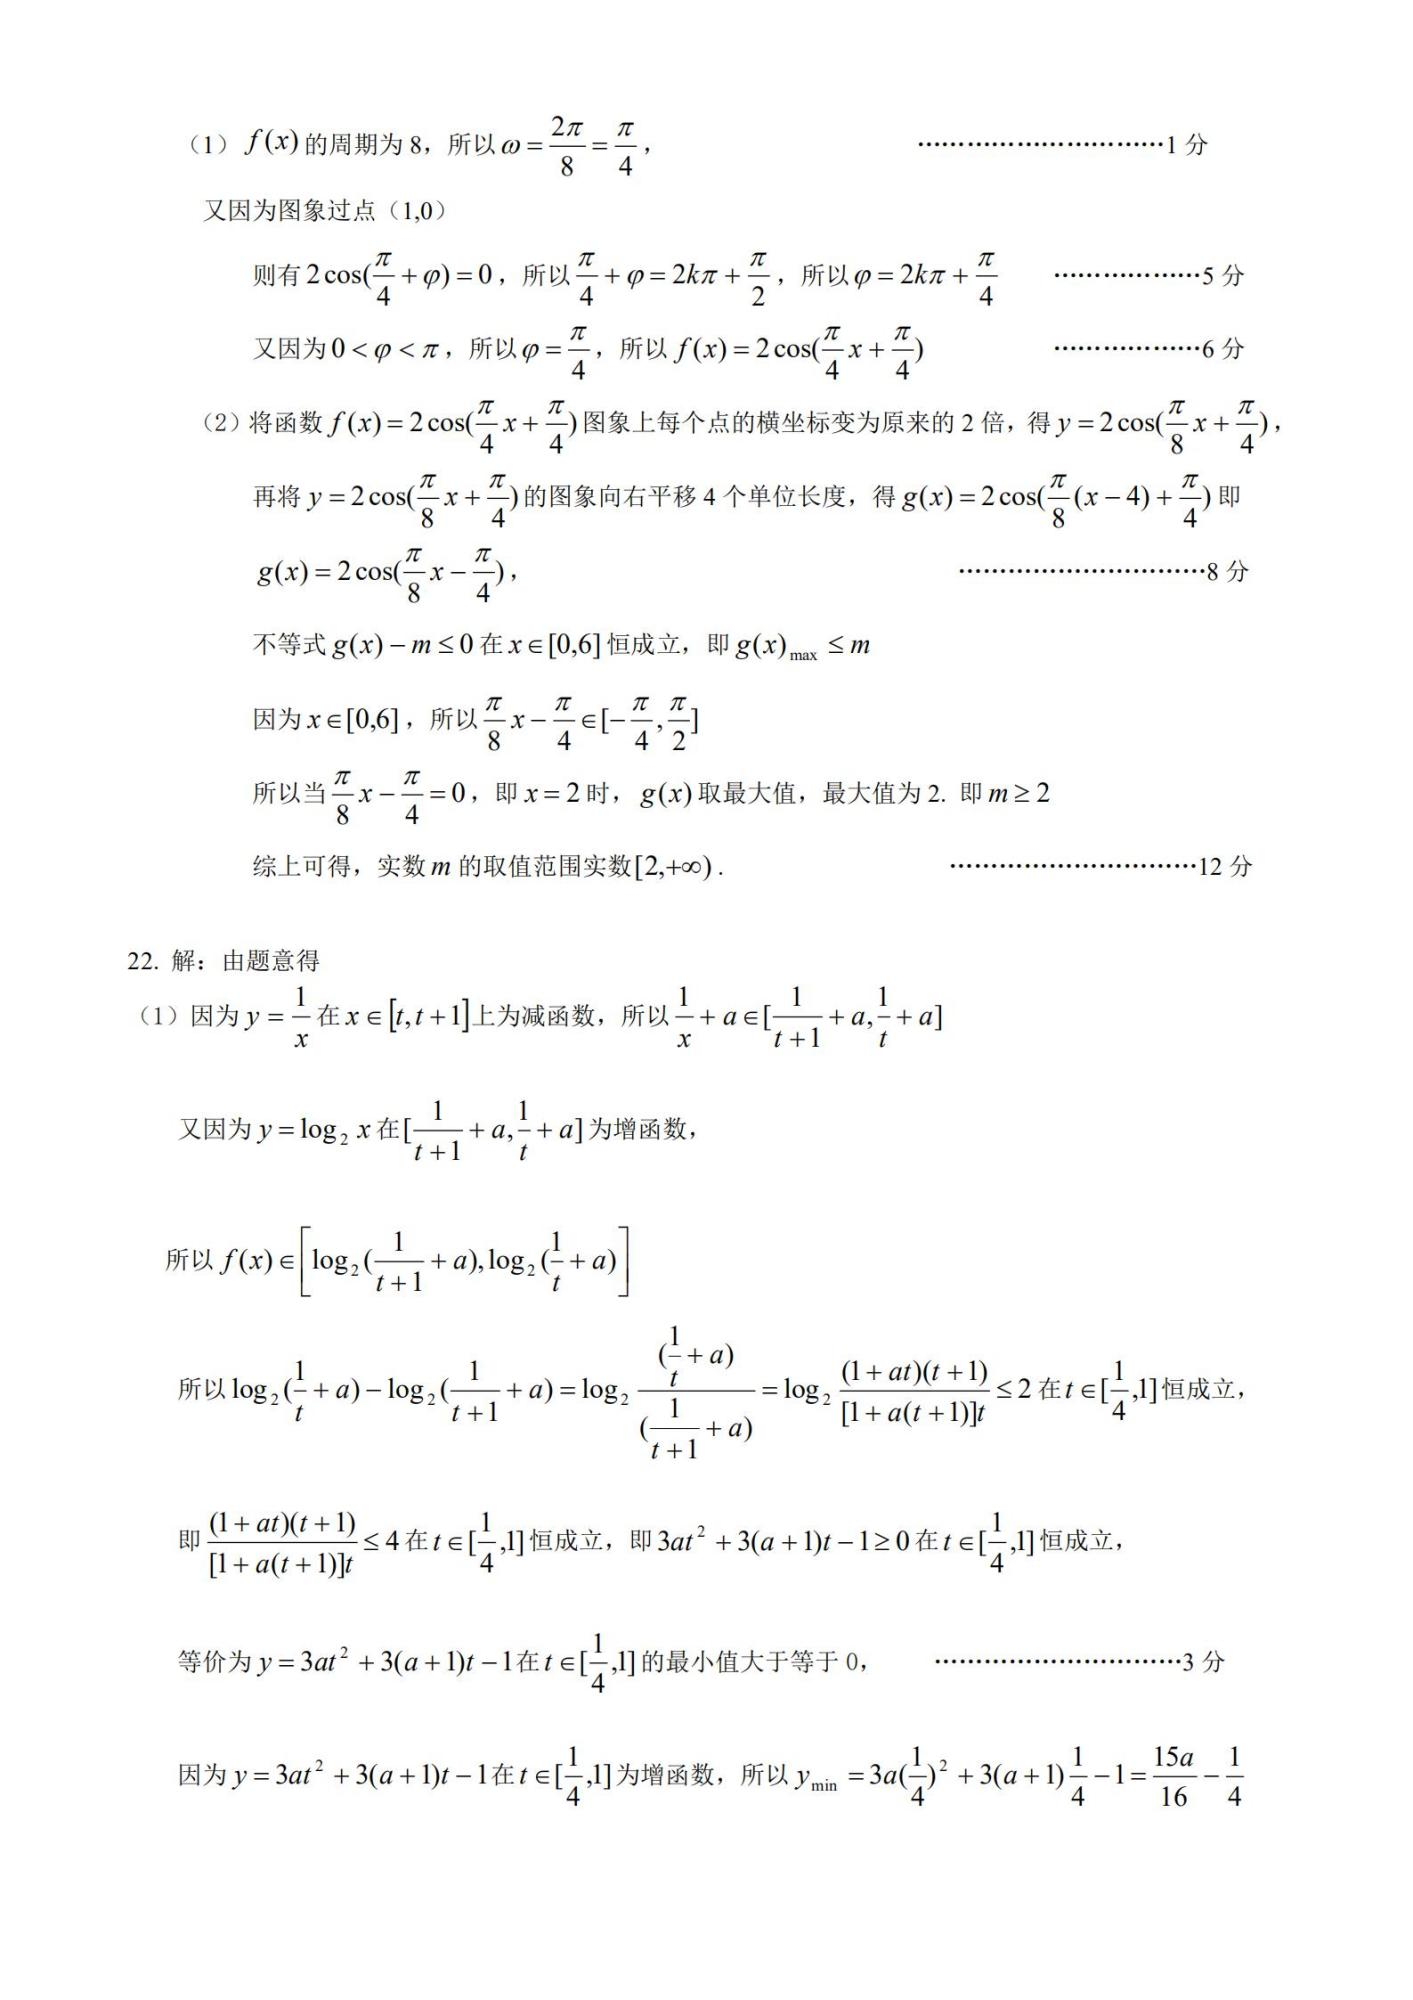 （1）f(x)的周期为 8，所以 ω = 2π/8 = π/4， ……………………………1 分
又因为图象过点（1,0）
则有 2cos(π/4 + φ) = 0，所以 π/4 + φ = 2kπ + π/2，所以 φ = 2kπ + π/4 ………………5 分
又因为 0 < φ < π，所以 φ = π/4，所以 f(x) = 2cos(π/4 x + π/4) ………………6 分
（2）将函数 f(x) = 2cos(π/4 x + π/4)图象上每个点的横坐标变为原来的 2 倍，得 y = 2cos(π/8 x + π/4)，
再将 y = 2cos(π/8 x + π/4)的图象向右平移 4 个单位长度，得 g(x) = 2cos(π/8 (x − 4) + π/4) 即
g(x) = 2cos(π/8 x − π/4)， ……………………………8 分
不等式 g(x) − m ≤ 0 在 x ∈ [0,6] 恒成立，即 g(x)max ≤ m
因为 x ∈ [0,6]，所以 π/8 x − π/4 ∈ [− π/4, π/2]
所以当 π/8 x − π/4 = 0，即 x = 2 时，g(x) 取最大值，最大值为 2. 即 m ≥ 2
综上可得，实数 m 的取值范围实数[2,+∞) . ……………………………12 分
22. 解：由题意得
（1）因为 y = 1/x 在 x ∈ [t, t + 1]上为减函数，所以 1/x + a ∈ [1/(t + 1) + a, 1/t + a]
又因为 y = log₂ x 在[1/(t + 1) + a, 1/t + a] 为增函数，
所以 f(x) ∈ [log₂(1/(t + 1) + a), log₂(1/t + a)]
所以 log₂(1/t + a) − log₂(1/(t + 1) + a) = log₂ (1/t + a)/(1/(t + 1) + a) = log₂ (1 + at)(t + 1)/[1 + a(t + 1)]t ≤ 2 在 t ∈ [1/4,1] 恒成立，
即 (1 + at)(t + 1)/[1 + a(t + 1)]t ≤ 4 在 t ∈ [1/4,1] 恒成立，即 3at² + 3(a + 1)t − 1 ≥ 0 在 t ∈ [1/4,1] 恒成立，
等价为 y = 3at² + 3(a + 1)t − 1在 t ∈ [1/4,1] 的最小值大于等于 0， ……………………………3 分
因为 y = 3at² + 3(a + 1)t − 1在 t ∈ [1/4,1]为增函数，所以 ymin = 3a(1/4)² + 3(a + 1) 1/4 − 1 = 15a/16 − 1/4